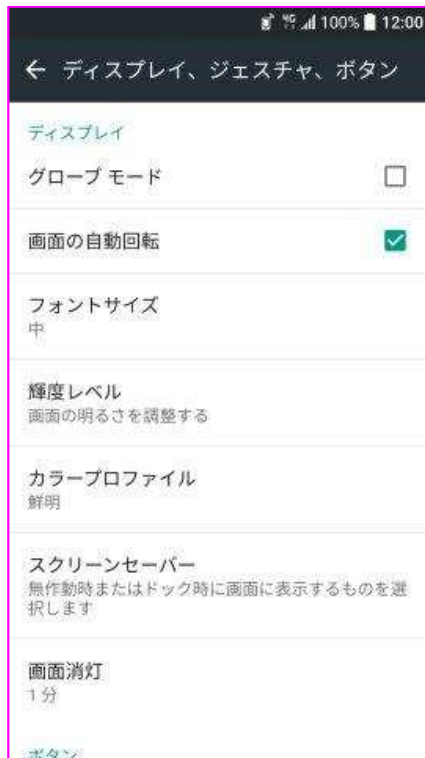 100% 12:00
ディスプレイ、ジェスチャ、ボタン
ディスプレイ
グローブ モード
画面の自動回転
フォントサイズ
中
輝度レベル
画面の明るさを調整する
カラープロファイル
鮮明
スクリーンセーバー
無作動時またはドック時に画面に表示するものを選
択します
画面消灯
1 分
ボタン